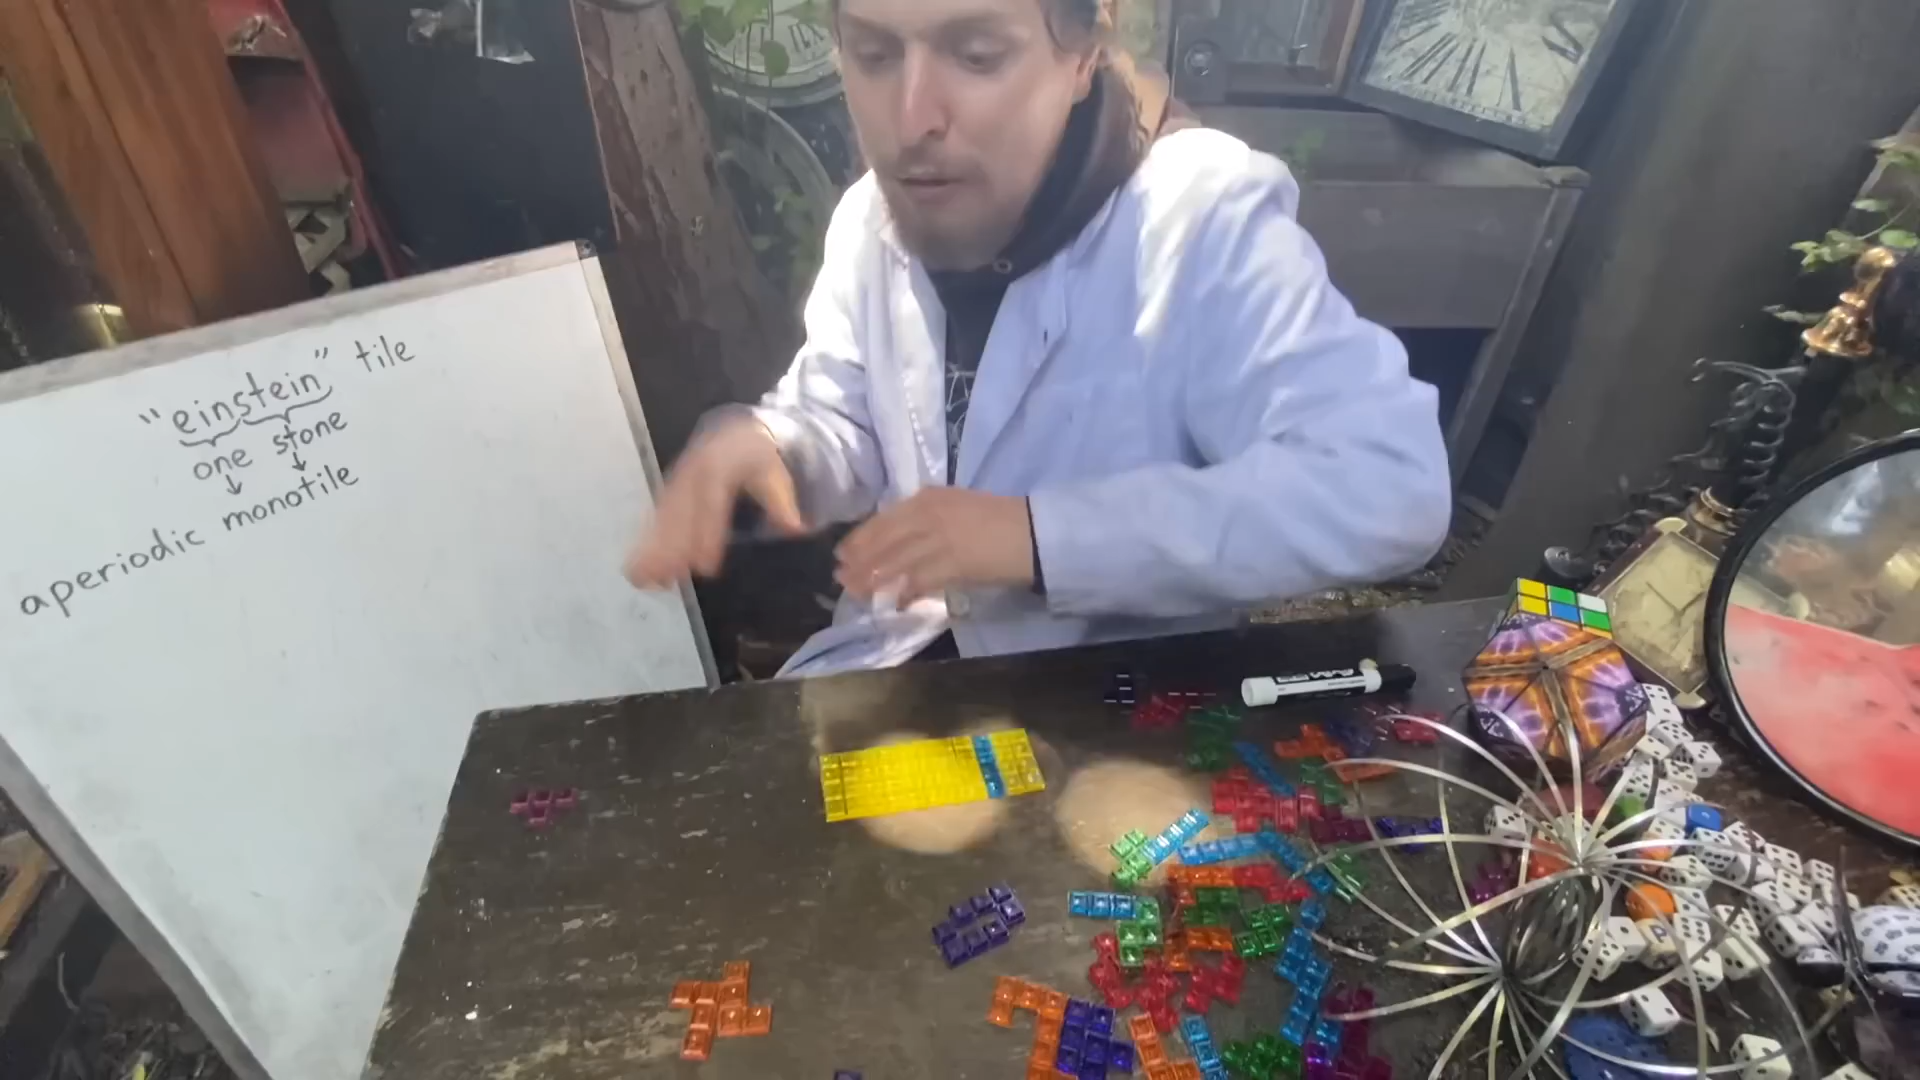 "einstein" tile
one stone
↓ ↓
aperiodic monotile